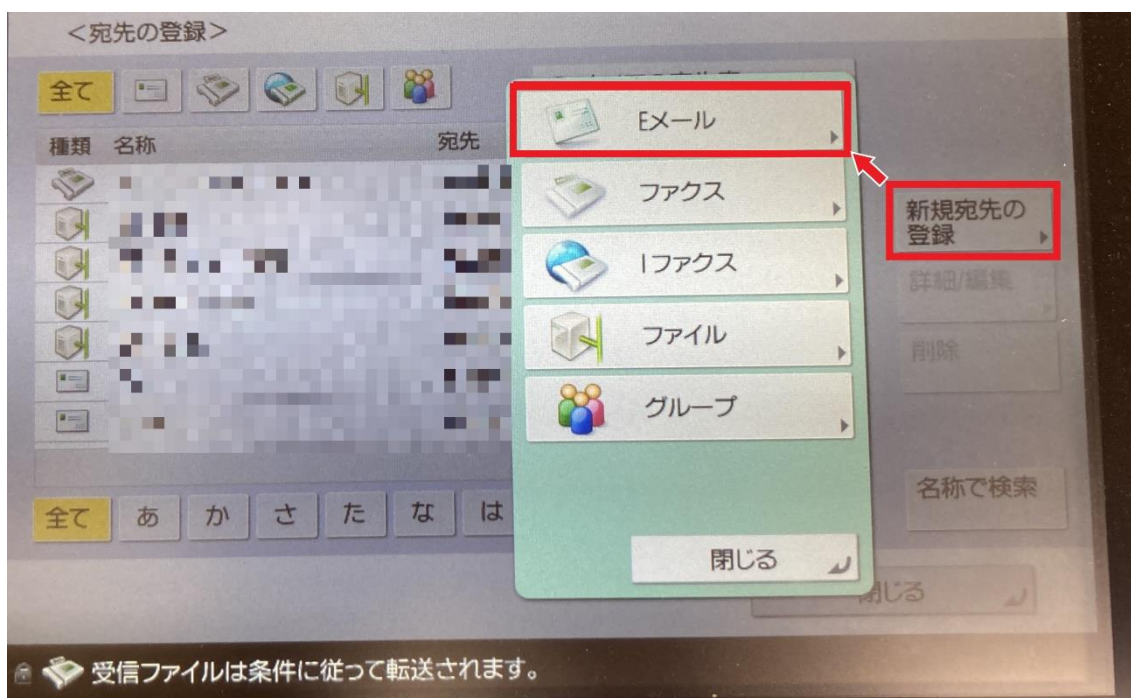 <宛先の登録>
全て
種類 名称 宛先
Eメール
ファクス
Iファクス
ファイル
グループ
閉じる
新規宛先の
登録
詳細/編集
削除
名称で検索
全て あ か さ た な は
閉じる
受信ファイルは条件に従って転送されます。